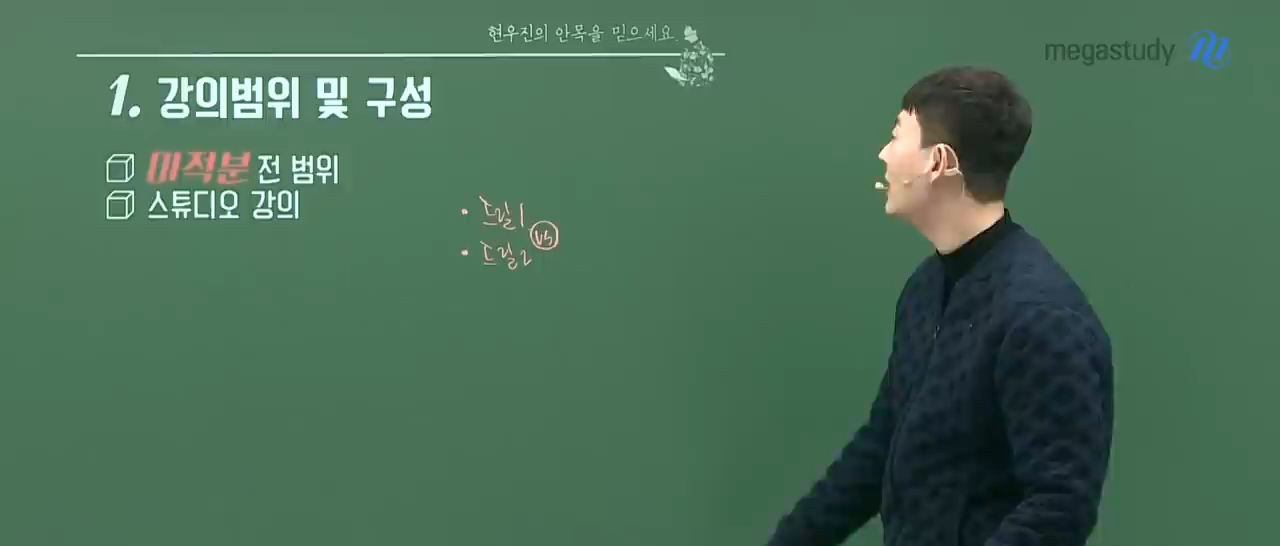 현우진의 안목을 믿으세요
megastudy
1. 강의범위 및 구성
미적분 전 범위
스튜디오 강의
• 드릴1
vs
• 드릴2